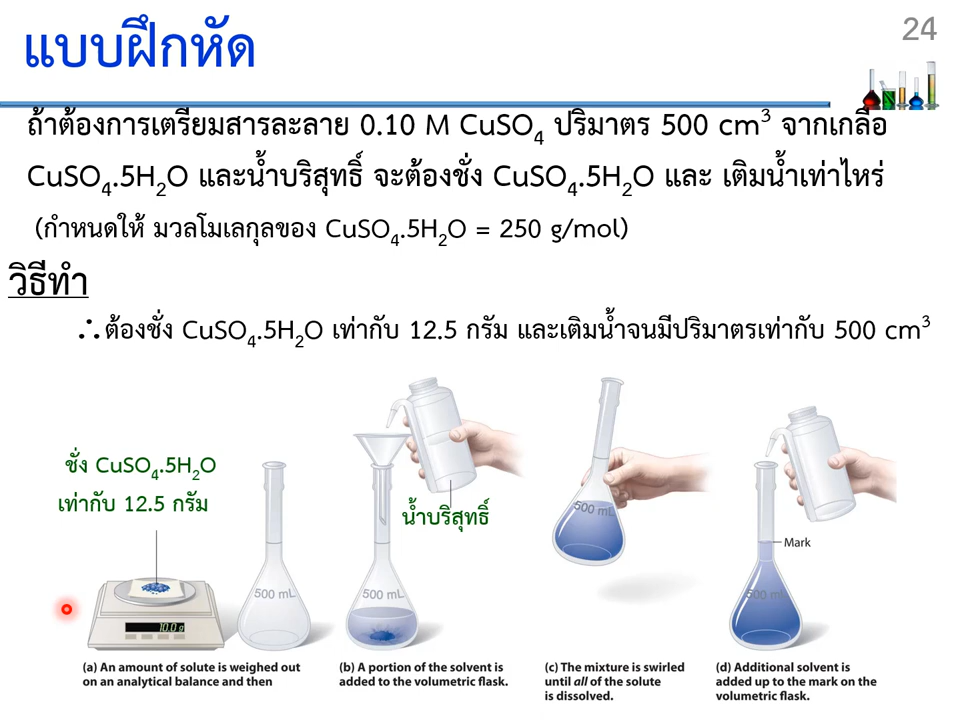 24
แบบฝึกหัด
ถ้าต้องการเตรียมสารละลาย 0.10 M CuSO4 ปริมาตร 500 cm³ จากเกลือ
CuSO4.5H2O และน้ำบริสุทธิ์ จะต้องชั่ง CuSO4.5H2O และ เติมน้ำเท่าไหร่
(กำหนดให้ มวลโมเลกุลของ CuSO4.5H2O = 250 g/mol)
วิธีทำ
∴ต้องชั่ง CuSO4.5H2O เท่ากับ 12.5 กรัม และเติมน้ำจนมีปริมาตรเท่ากับ 500 cm³
ชั่ง CuSO4.5H2O
เท่ากับ 12.5 กรัม
น้ำบริสุทธิ์
500 mL
Mark
500 mL
500 mL
500 mL
10.0 g
(a) An amount of solute is weighed out
on an analytical balance and then
(b) A portion of the solvent is
added to the volumetric flask.
(c) The mixture is swirled
until all of the solute
is dissolved.
(d) Additional solvent is
added up to the mark on the
volumetric flask.